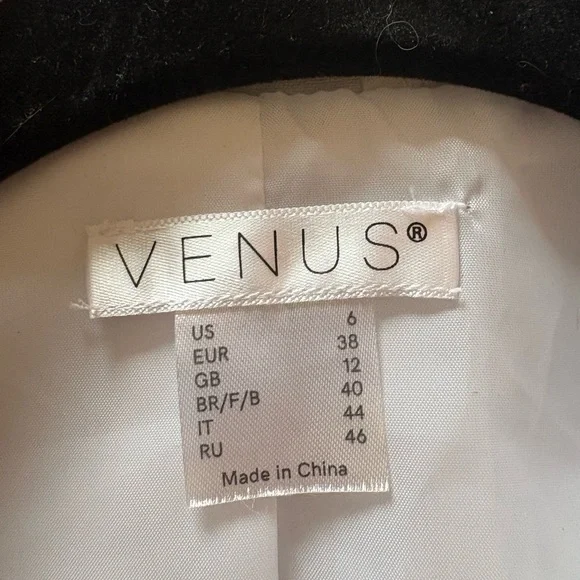 VENUS®
US 6
EUR 38
GB 12
BR/F/B 40
IT 44
RU 46
Made in China